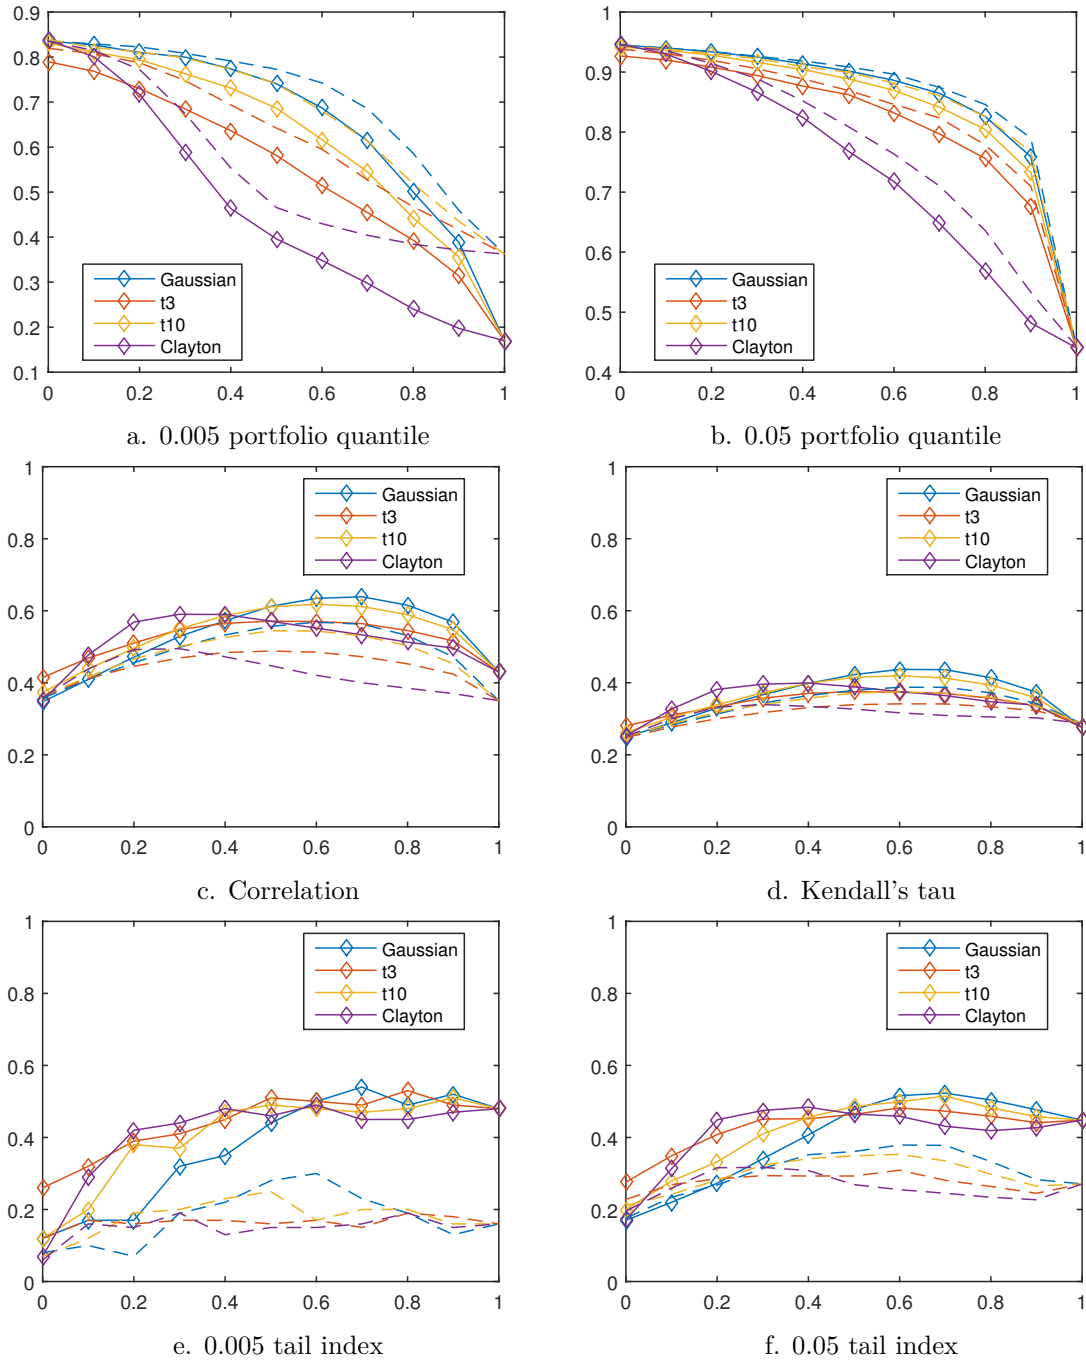 0.9
0.8
0.7
0.6
0.5
0.4
0.3
0.2
0.1
0 0.2 0.4 0.6 0.8 1
Gaussian
t3
t10
Clayton
a. 0.005 portfolio quantile
1
0.9
0.8
0.7
0.6
0.5
0.4
0 0.2 0.4 0.6 0.8 1
Gaussian
t3
t10
Clayton
b. 0.05 portfolio quantile
1
0.8
0.6
0.4
0.2
0
0 0.2 0.4 0.6 0.8 1
Gaussian
t3
t10
Clayton
c. Correlation
1
0.8
0.6
0.4
0.2
0
0 0.2 0.4 0.6 0.8 1
Gaussian
t3
t10
Clayton
d. Kendall's tau
1
0.8
0.6
0.4
0.2
0
0 0.2 0.4 0.6 0.8 1
Gaussian
t3
t10
Clayton
e. 0.005 tail index
1
0.8
0.6
0.4
0.2
0
0 0.2 0.4 0.6 0.8 1
Gaussian
t3
t10
Clayton
f. 0.05 tail index